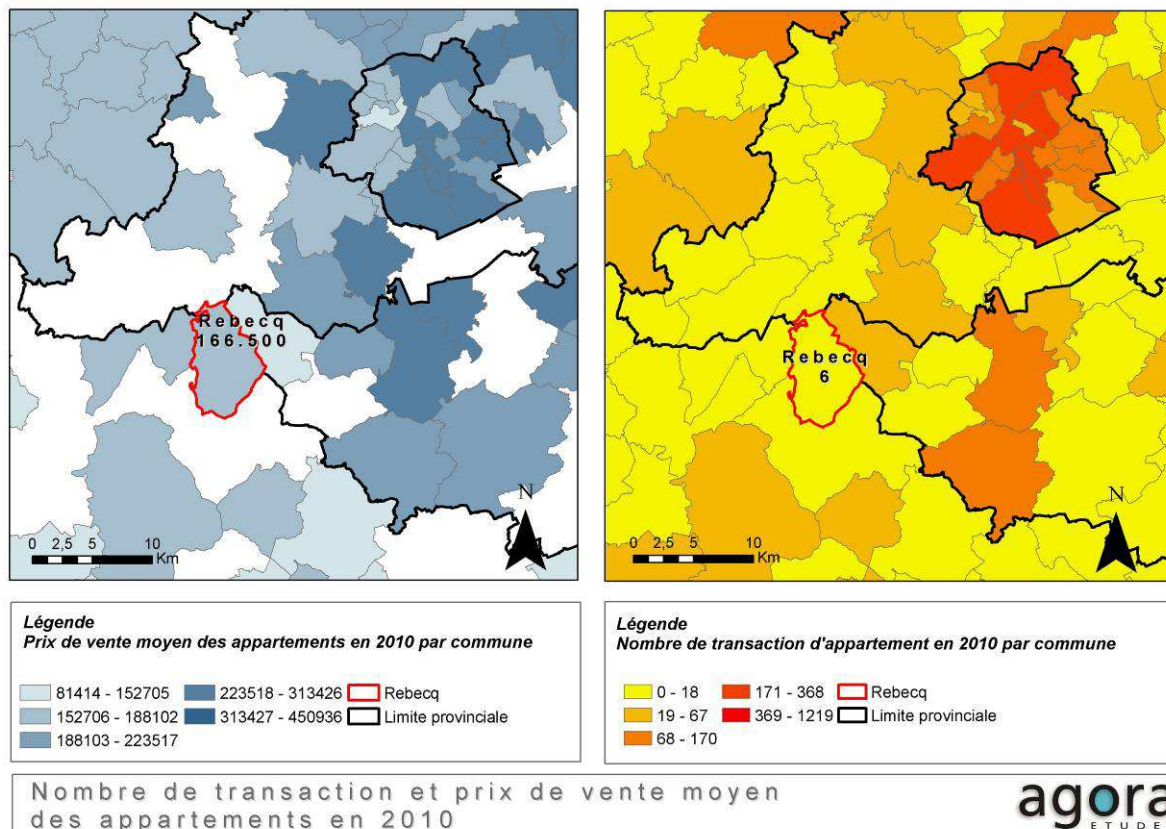 Rebecq
166.500
N
0 2,5 5 10
Km
Rebecq
6
N
0 2,5 5 10
Km
Légende
Prix de vente moyen des appartements en 2010 par commune
81414 - 152705
223518 - 313426
Rebecq
152706 - 188102
313427 - 450936
Limite provinciale
188103 - 223517
Légende
Nombre de transaction d'appartement en 2010 par commune
0 - 18
171 - 368
Rebecq
19 - 67
369 - 1219
Limite provinciale
68 - 170
Nombre de transaction et prix de vente moyen
des appartements en 2010
agora
ETUDE